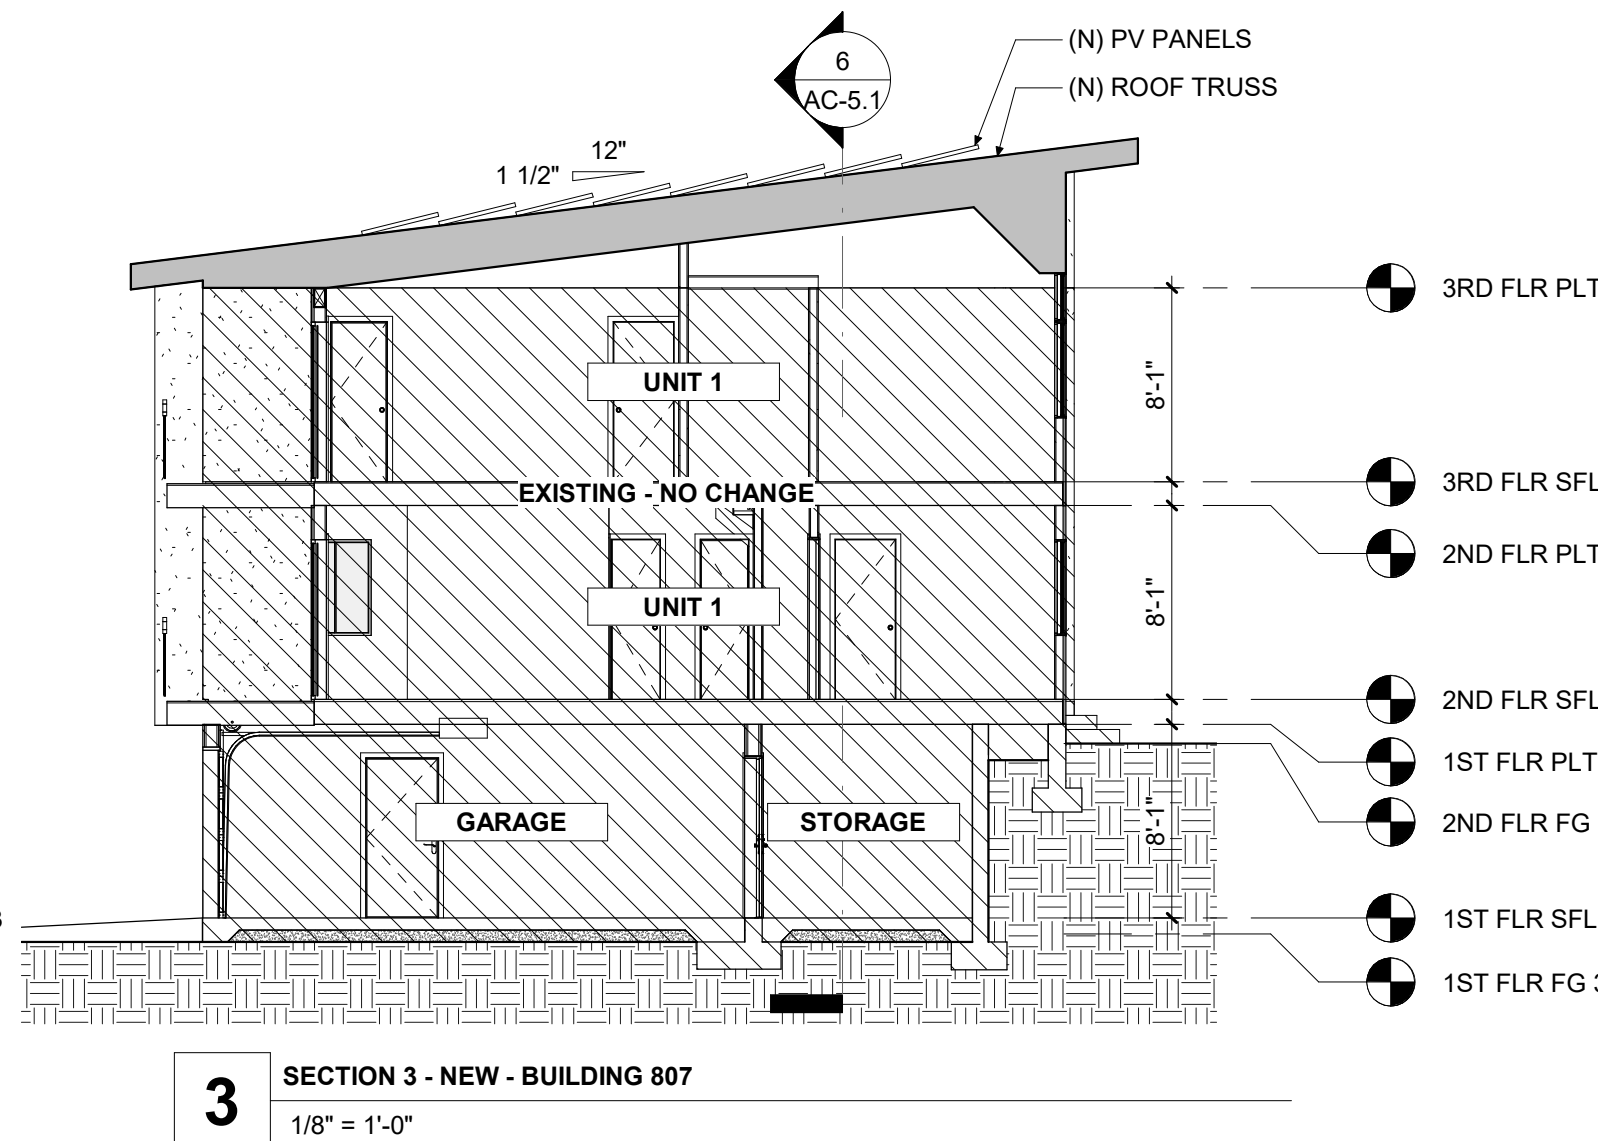 (N) PV PANELS
(N) ROOF TRUSS
6
AC-5.1
12"
1 1/2"
3RD FLR PLT
UNIT 1
8'-1"
3RD FLR SFL
EXISTING - NO CHANGE
2ND FLR PLT
8'-1"
UNIT 1
2ND FLR SFL
1ST FLR PLT
GARAGE
STORAGE
8'-1"
2ND FLR FG
1ST FLR SFL
1ST FLR FG
3
SECTION 3 - NEW - BUILDING 807
1/8" = 1'-0"